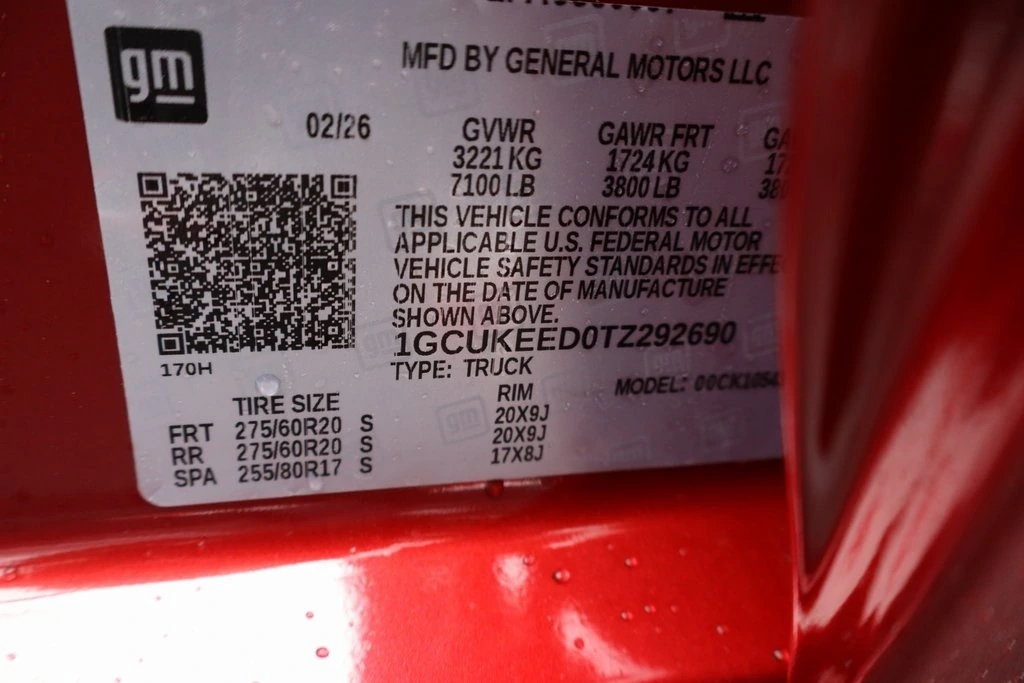 gm
MFD BY GENERAL MOTORS LLC
02/26
GVWR GAWR FRT
3221 KG 1724 KG
7100 LB 3800 LB
THIS VEHICLE CONFORMS TO ALL
APPLICABLE U.S. FEDERAL MOTOR
VEHICLE SAFETY STANDARDS IN EFFE
ON THE DATE OF MANUFACTURE
SHOWN ABOVE.
1GCUKEED0TZ292690
170H
TYPE: TRUCK
MODEL: 00CK1054
TIRE SIZE RIM
FRT 275/60R20 S 20X9J
RR 275/60R20 S 20X9J
SPA 255/80R17 S 17X8J